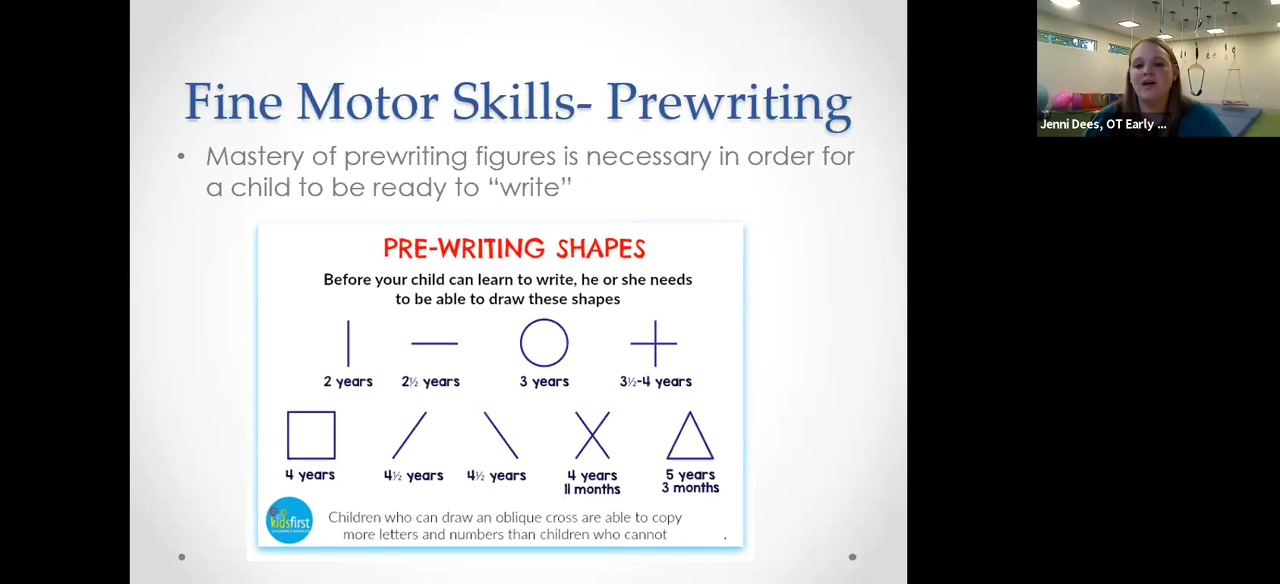 Fine Motor Skills- Prewriting
• Mastery of prewriting figures is necessary in order for
a child to be ready to “write”
PRE-WRITING SHAPES
Before your child can learn to write, he or she needs
to be able to draw these shapes
2 years 2½ years 3 years 3½-4 years
4 years 4½ years 4½ years 4 years 5 years
11 months 3 months
kidsfirst
Children who can draw an oblique cross are able to copy
more letters and numbers than children who cannot
Jenni Dees, OT Early ...